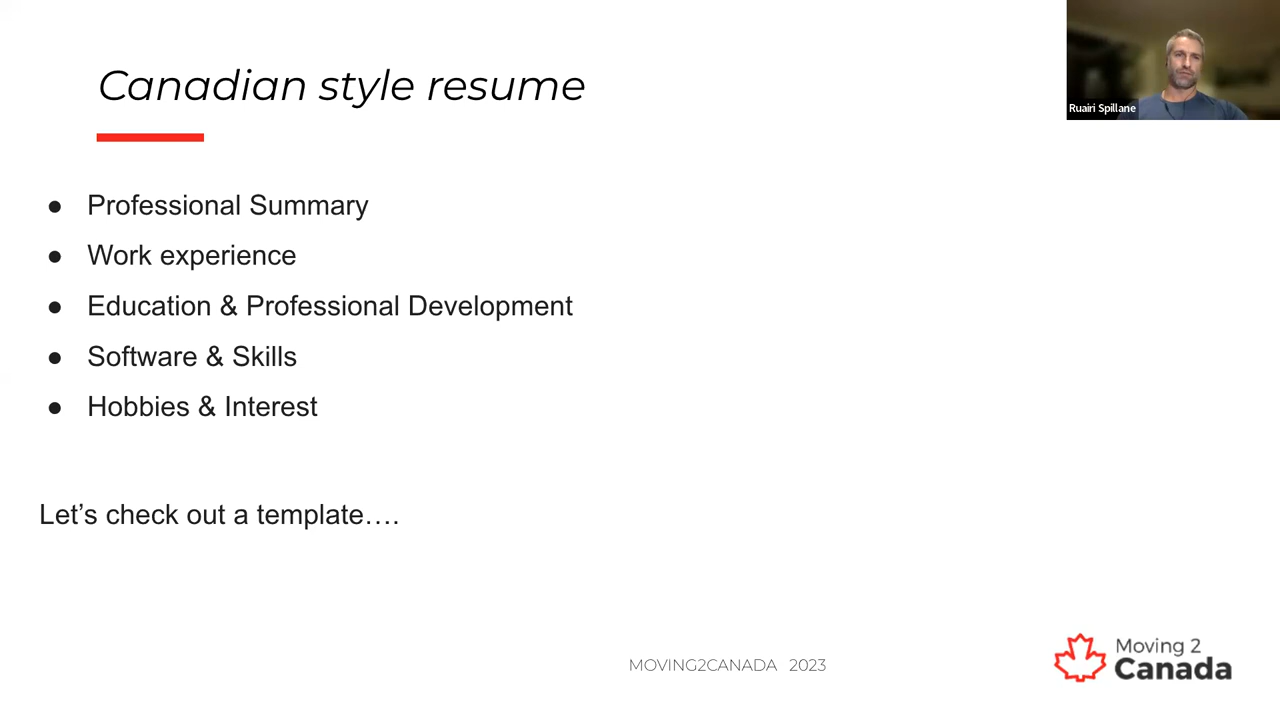 Canadian style resume
Ruairi Spillane
● Professional Summary
● Work experience
● Education & Professional Development
● Software & Skills
● Hobbies & Interest
Let’s check out a template….
MOVING2CANADA 2023
Moving 2
Canada